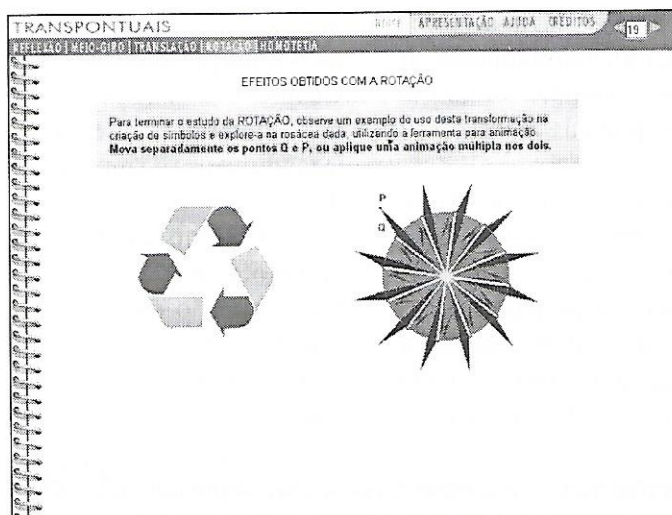 TRANSPONTUAIS
HOME APRESENTAÇÃO AJUDA CRÉDITOS
19
REFLEXÃO | MEIO-GIRO | TRANSLAÇÃO | ROTAÇÃO | HOMOTETIA
EFEITOS OBTIDOS COM A ROTAÇÃO
Para terminar o estudo da ROTAÇÃO, observe um exemplo do uso desta transformação na
criação de símbolos e explore-a na rosácea dada, utilizando a ferramenta para animação.
Mova separadamente os pontos Q e P, ou aplique uma animação múltipla nos dois.
P
Q